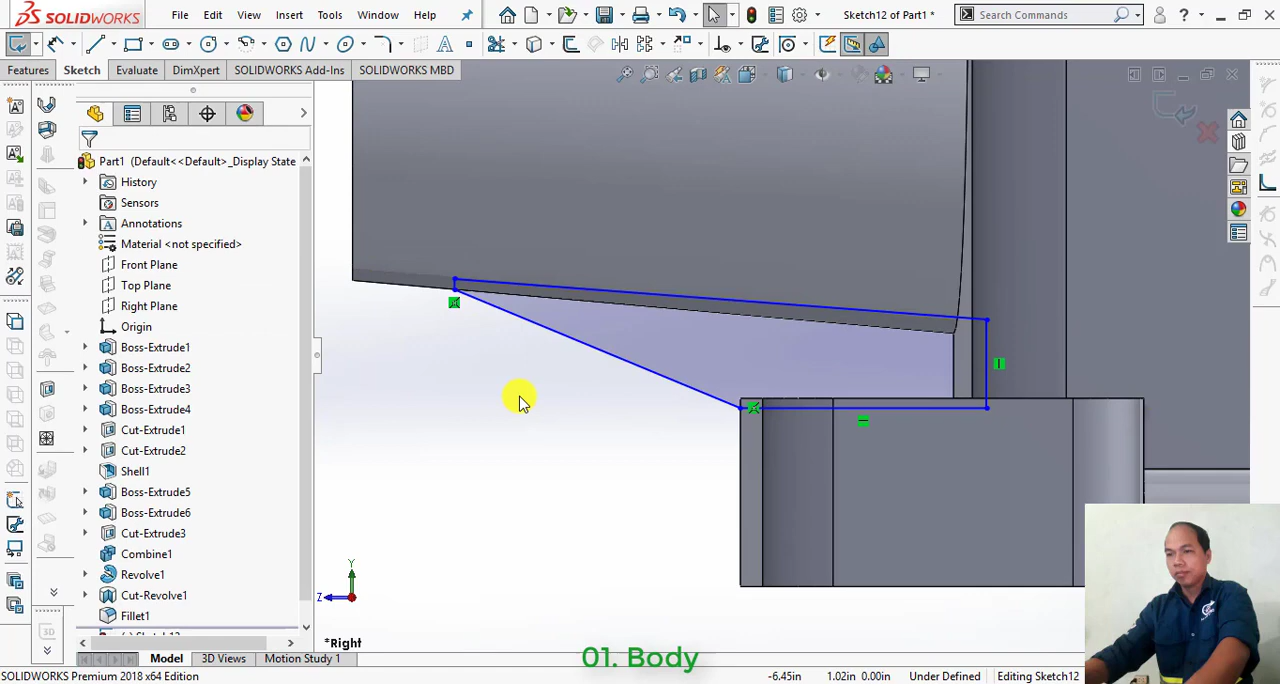 SOLIDWORKS File Edit View Insert Tools Window Help Sketch12 of Part1 * Search Commands ?
Features Sketch Evaluate DimXpert SOLIDWORKS Add-Ins SOLIDWORKS MBD
Part1 (Default<<Default>_Display State
History
Sensors
Annotations
Material <not specified>
Front Plane
Top Plane
Right Plane
Origin
Boss-Extrude1
Boss-Extrude2
Boss-Extrude3
Boss-Extrude4
Cut-Extrude1
Cut-Extrude2
Shell1
Boss-Extrude5
Boss-Extrude6
Cut-Extrude3
Combine1
Revolve1
Cut-Revolve1
Fillet1
Y
Z
*Right
3D
Model 3D Views Motion Study 1
01. Body
SOLIDWORKS Premium 2018 x64 Edition -6.45in 1.02in 0.00in Under Defined Editing Sketch12